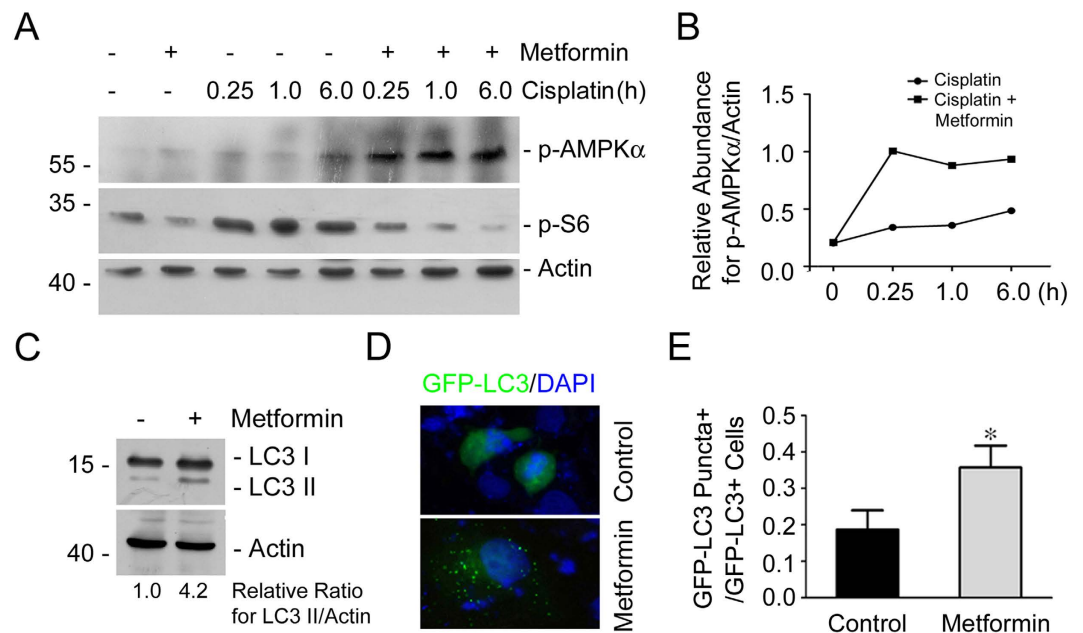 A
- + - - - + + + Metformin
- - 0.25 1.0 6.0 0.25 1.0 6.0 Cisplatin (h)
- p-AMPKα
55 -
35 -
- p-S6
- Actin
40 -
B
Cisplatin
Cisplatin +
Metformin
Relative Abundance
for p-AMPKα/Actin
1.5
1.0
0.5
0.0
0 0.25 1.0 6.0 (h)
C
- + Metformin
15 -
- LC3 I
- LC3 II
40 -
- Actin
1.0 4.2 Relative Ratio
for LC3 II/Actin
D
GFP-LC3/DAPI
Control
Metformin
E
GFP-LC3 Puncta+
/GFP-LC3+ Cells
0.5
0.4
0.3
0.2
0.1
0.0
*
Control Metformin